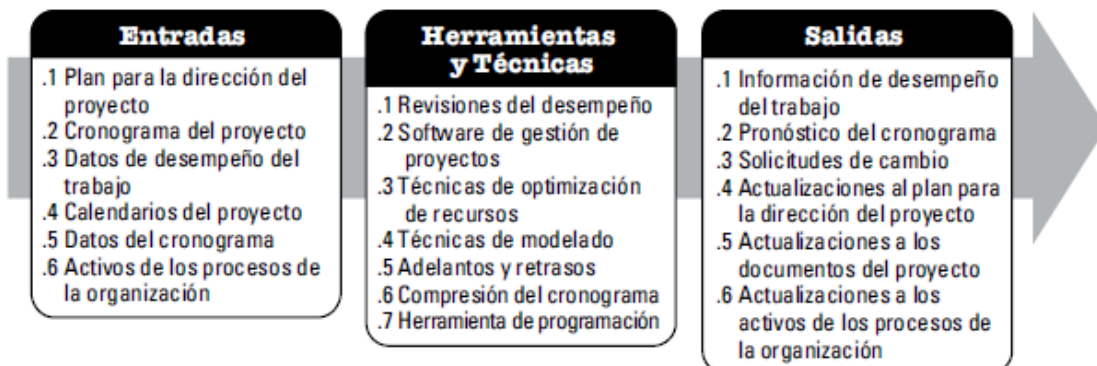 Entradas
.1 Plan para la dirección del
proyecto
.2 Cronograma del proyecto
.3 Datos de desempeño del
trabajo
.4 Calendarios del proyecto
.5 Datos del cronograma
.6 Activos de los procesos de
la organización
Herramientas
y Técnicas
.1 Revisiones del desempeño
.2 Software de gestión de
proyectos
.3 Técnicas de optimización
de recursos
.4 Técnicas de modelado
.5 Adelantos y retrasos
.6 Compresión del cronograma
.7 Herramienta de programación
Salidas
.1 Información de desempeño
del trabajo
.2 Pronóstico del cronograma
.3 Solicitudes de cambio
.4 Actualizaciones al plan para
la dirección del proyecto
.5 Actualizaciones a los
documentos del proyecto
.6 Actualizaciones a los
activos de los procesos de
la organización